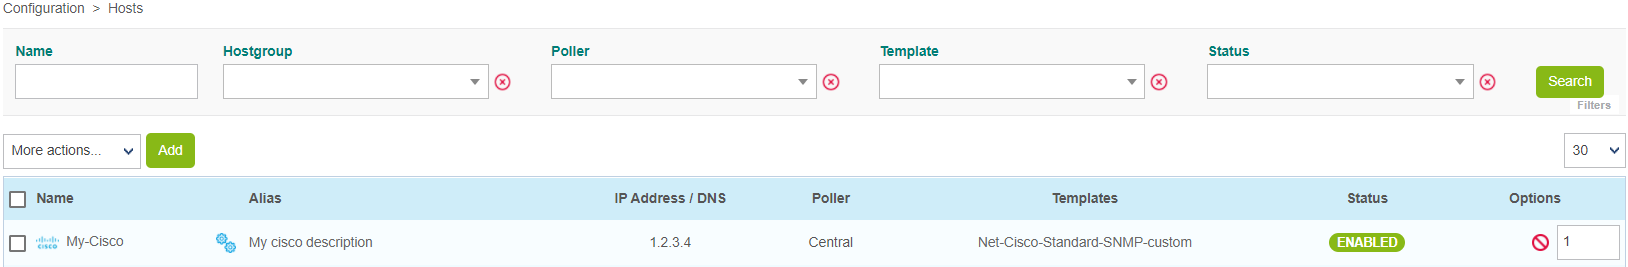 Configuration > Hosts
Name Hostgroup Poller Template Status
Search
Filters
More actions... Add 30
Name Alias IP Address / DNS Poller Templates Status Options
CISCO My-Cisco My cisco description 1.2.3.4 Central Net-Cisco-Standard-SNMP-custom ENABLED 1